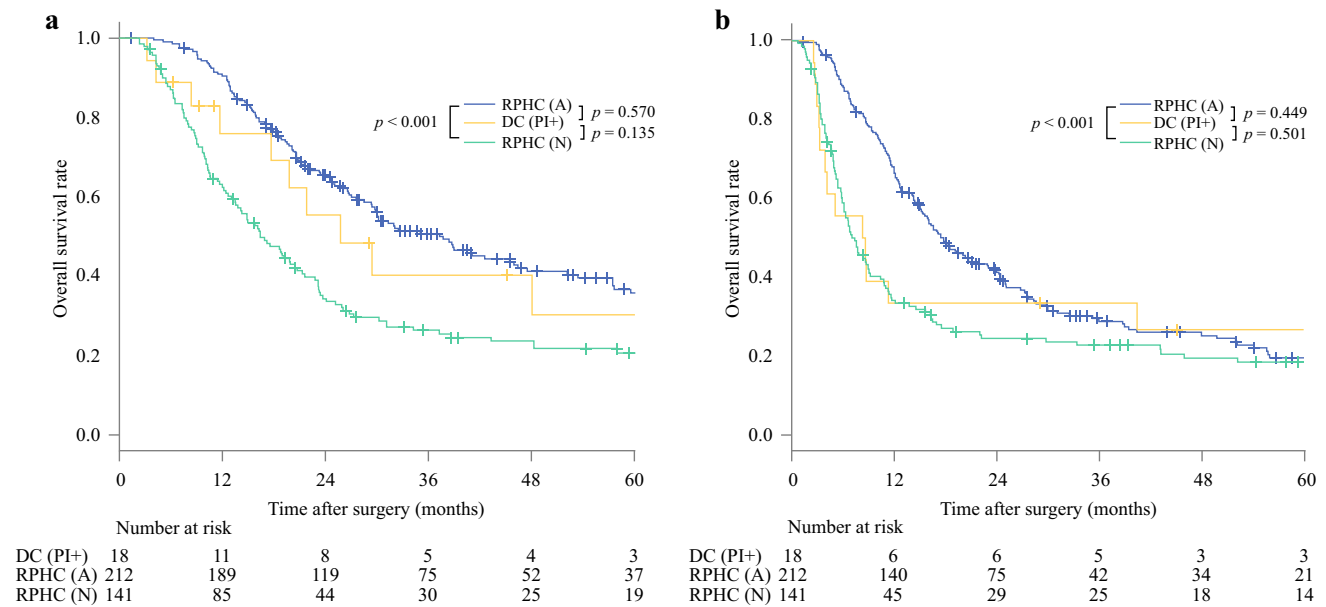 a
1.0
0.8
0.6
0.4
0.2
0.0
Overall survival rate
RPHC (A)
DC (PI+)
RPHC (N)
p < 0.001
p = 0.570
p = 0.135
0 12 24 36 48 60
Time after surgery (months)
Number at risk
DC (PI+) 18 11 8 5 4 3
RPHC (A) 212 189 119 75 52 37
RPHC (N) 141 85 44 30 25 19
b
1.0
0.8
0.6
0.4
0.2
0.0
Overall survival rate
RPHC (A)
DC (PI+)
RPHC (N)
p < 0.001
p = 0.449
p = 0.501
0 12 24 36 48 60
Time after surgery (months)
Number at risk
DC (PI+) 18 6 6 5 3 3
RPHC (A) 212 140 75 42 34 21
RPHC (N) 141 45 29 25 18 14